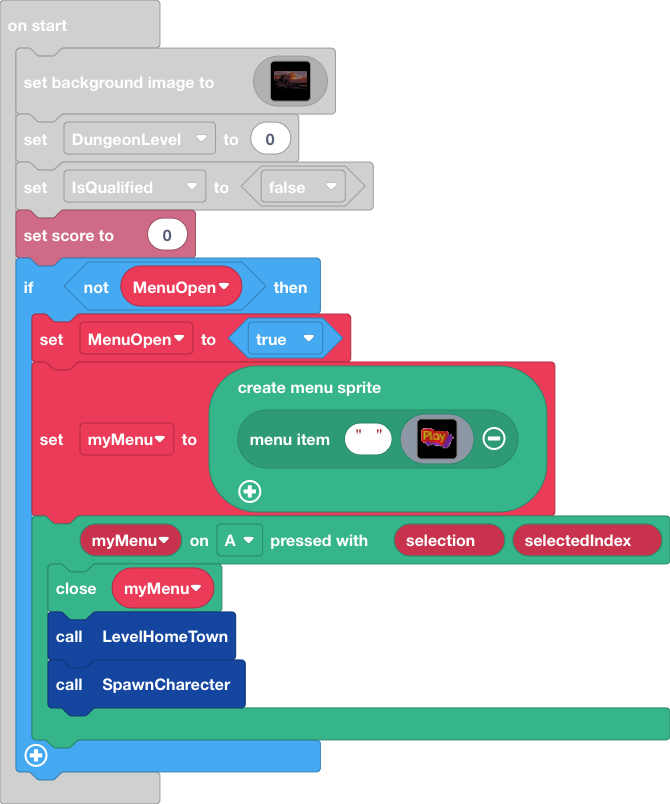 on start
set background image to
set DungeonLevel to 0
set IsQualified to false
set score to 0
if not MenuOpen then
set MenuOpen to true
create menu sprite
set myMenu to menu item " " Play
myMenu on A pressed with selection selectedIndex
close myMenu
call LevelHomeTown
call SpawnCharecter